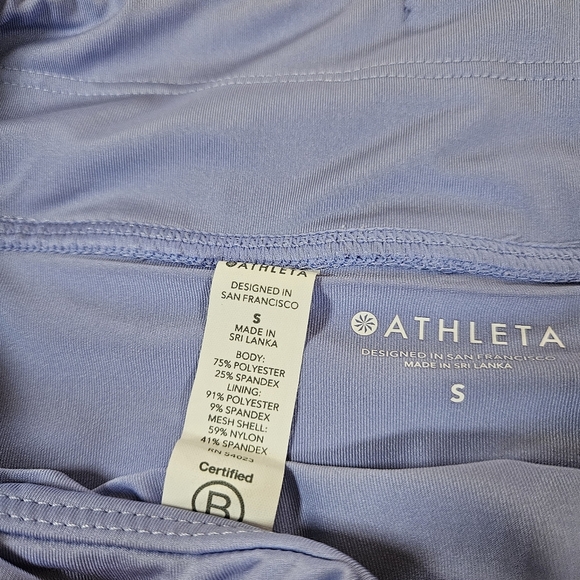 ATHLETA
DESIGNED IN
SAN FRANCISCO
S
MADE IN
SRI LANKA
BODY:
75% POLYESTER
25% SPANDEX
LINING:
91% POLYESTER
9% SPANDEX
MESH SHELL:
59% NYLON
41% SPANDEX
RN 54023
Certified
B
ATHLETA
DESIGNED IN SAN FRANCISCO
MADE IN SRI LANKA
S